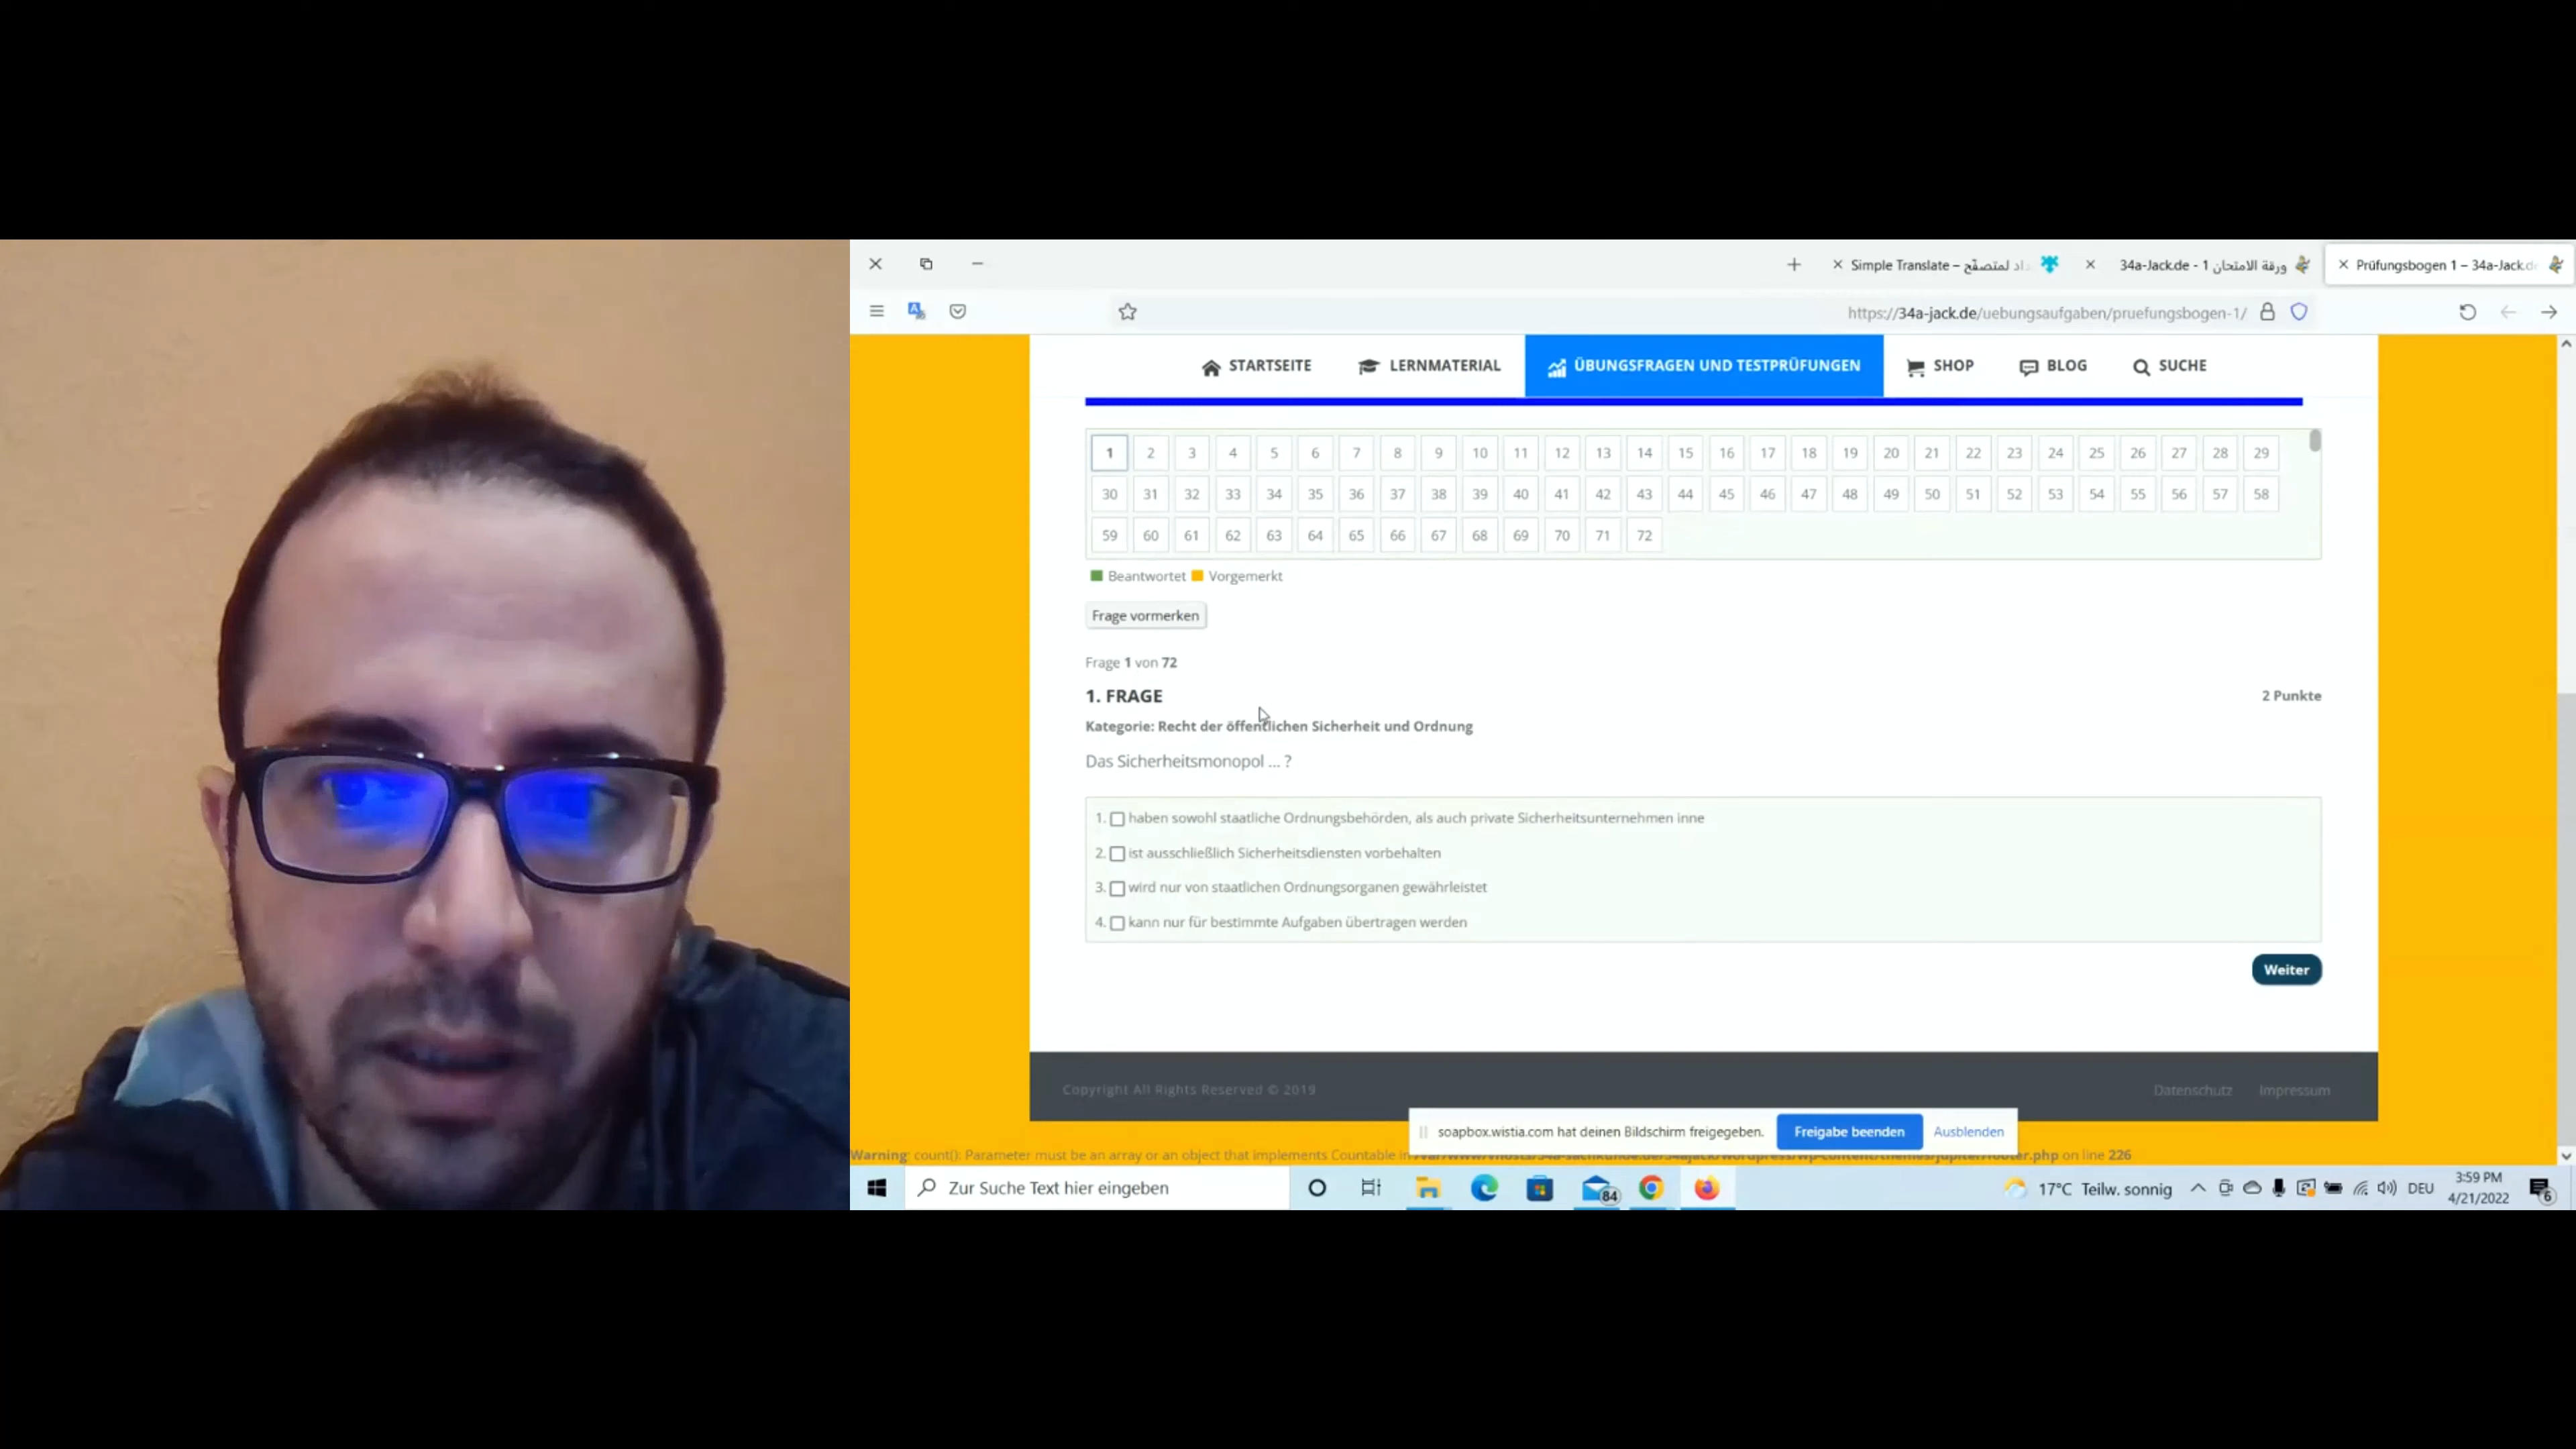 Simple Translate – داد لمتصفّح
ورقة الامتحان 1 - 34a-Jack.de
Prüfungsbogen 1 – 34a-Jack.d
https://34a-jack.de/uebungsaufgaben/pruefungsbogen-1/
STARTSEITE LERNMATERIAL ÜBUNGSFRAGEN UND TESTPRÜFUNGEN SHOP BLOG SUCHE
1 2 3 4 5 6 7 8 9 10 11 12 13 14 15 16 17 18 19 20 21 22 23 24 25 26 27 28 29
30 31 32 33 34 35 36 37 38 39 40 41 42 43 44 45 46 47 48 49 50 51 52 53 54 55 56 57 58
59 60 61 62 63 64 65 66 67 68 69 70 71 72
Beantwortet Vorgemerkt
Frage vormerken
Frage 1 von 72
1. FRAGE 2 Punkte
Kategorie: Recht der öffentlichen Sicherheit und Ordnung
Das Sicherheitsmonopol ... ?
1. haben sowohl staatliche Ordnungsbehörden, als auch private Sicherheitsunternehmen inne
2. ist ausschließlich Sicherheitsdiensten vorbehalten
3. wird nur von staatlichen Ordnungsorganen gewährleistet
4. kann nur für bestimmte Aufgaben übertragen werden
Weiter
Copyright All Rights Reserved © 2019 Datenschutz Impressum
soapbox.wistia.com hat deinen Bildschirm freigegeben. Freigabe beenden Ausblenden
Warning: count(): Parameter must be an array or an object that implements Countable in on line 226
Zur Suche Text hier eingeben 84 17°C Teilw. sonnig DEU 3:59 PM 6
4/21/2022